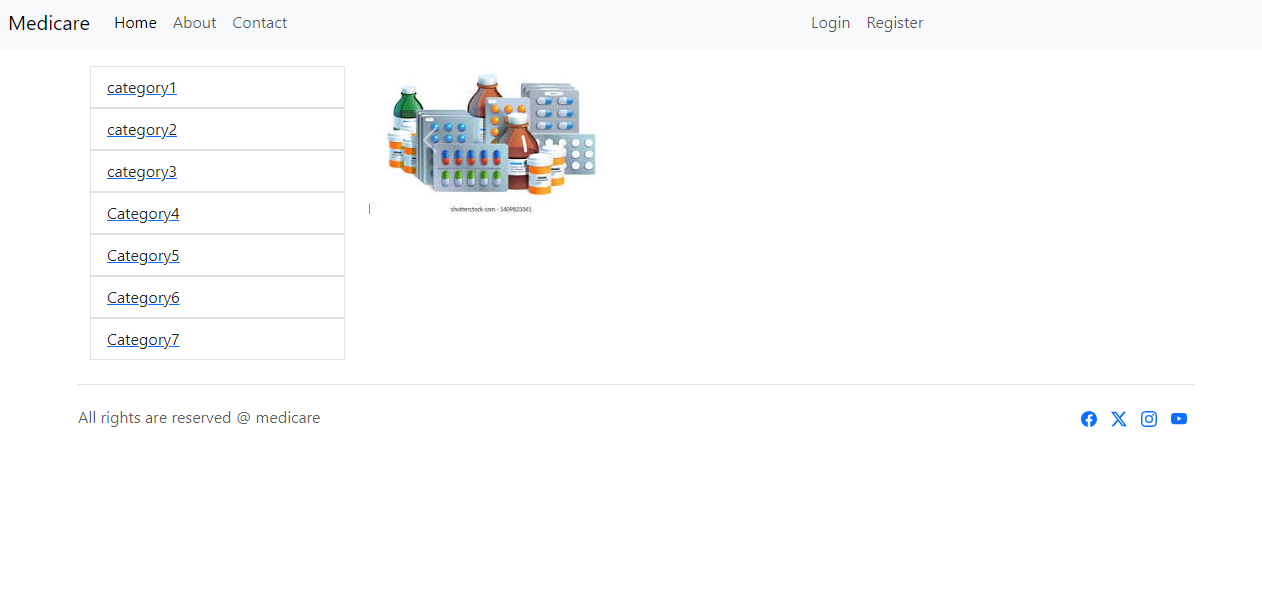 Medicare Home About Contact Login Register
category1
category2
category3
Category4
Category5
Category6
Category7
shutterstock.com · 1409823341
All rights are reserved @ medicare